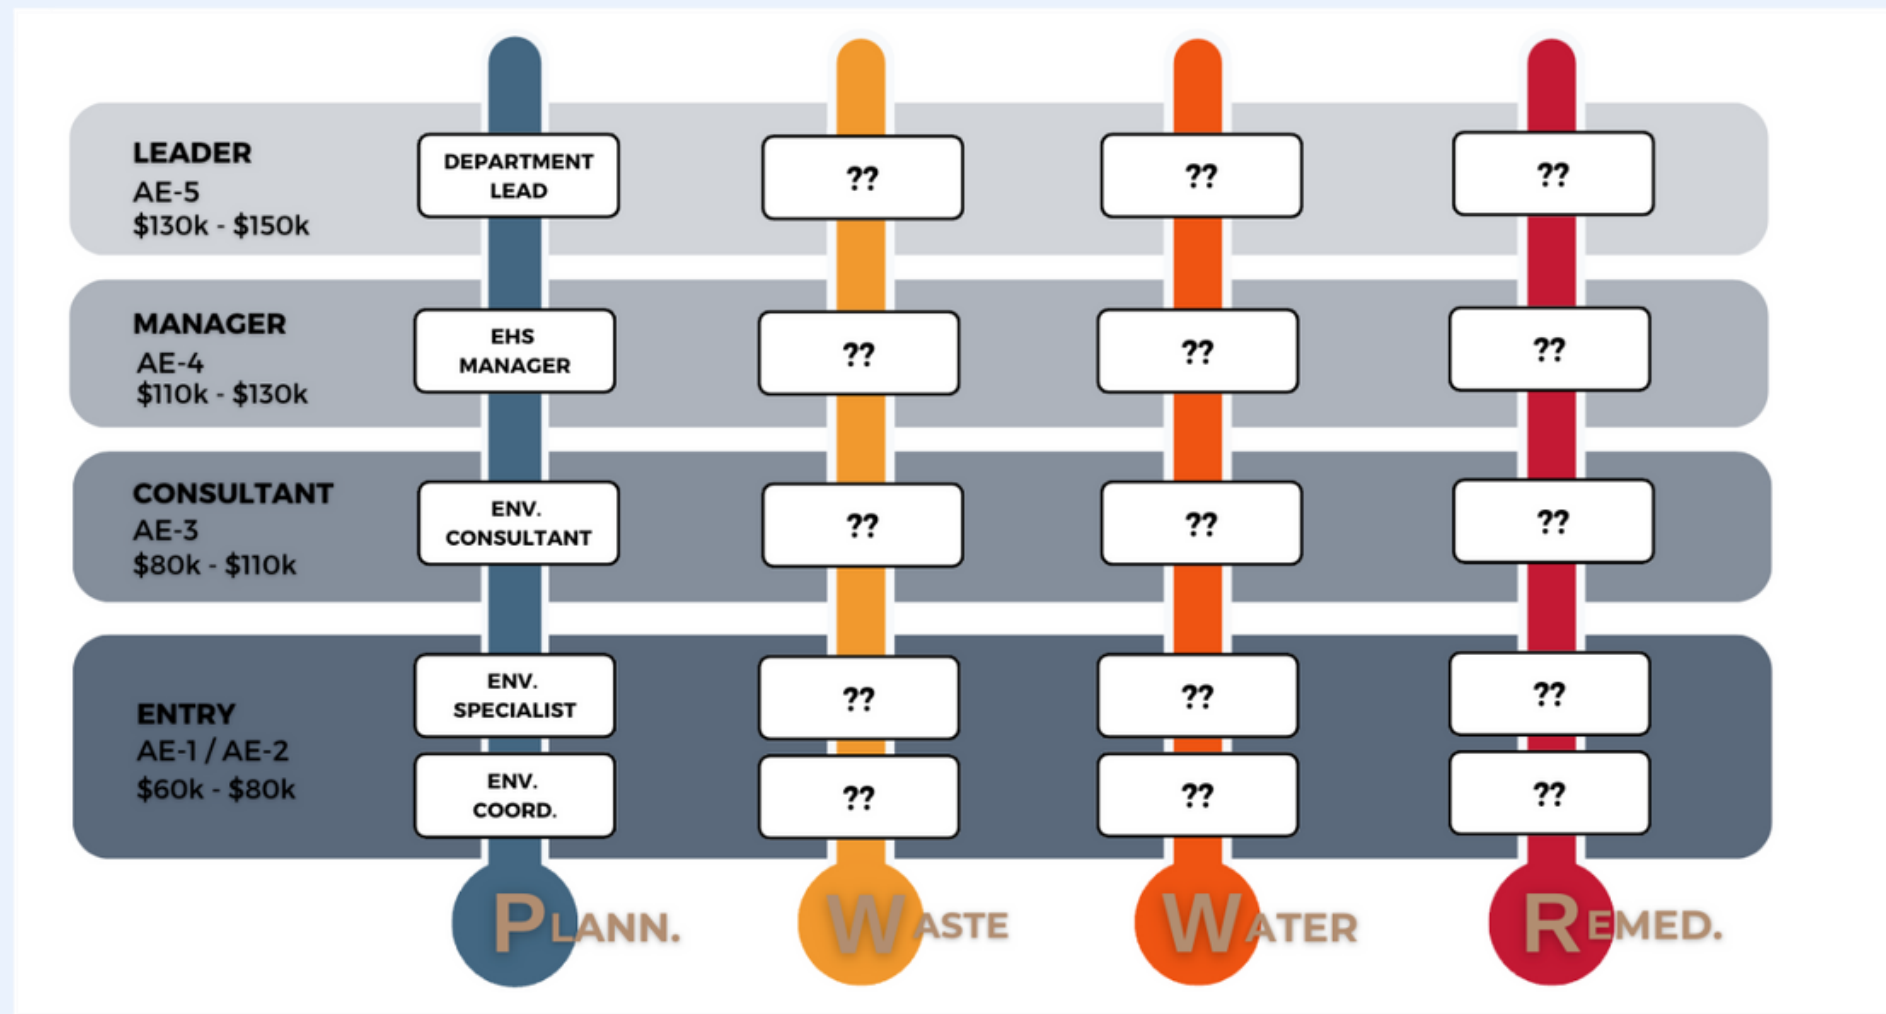 LEADER
AE-5
$130k - $150k
DEPARTMENT
LEAD
??
??
??
MANAGER
AE-4
$110k - $130k
EHS
MANAGER
??
??
??
CONSULTANT
AE-3
$80k - $110k
ENV.
CONSULTANT
??
??
??
ENTRY
AE-1 / AE-2
$60k - $80k
ENV.
SPECIALIST
??
??
??
ENV.
COORD.
??
??
??
PLANN.
WASTE
WATER
REMED.